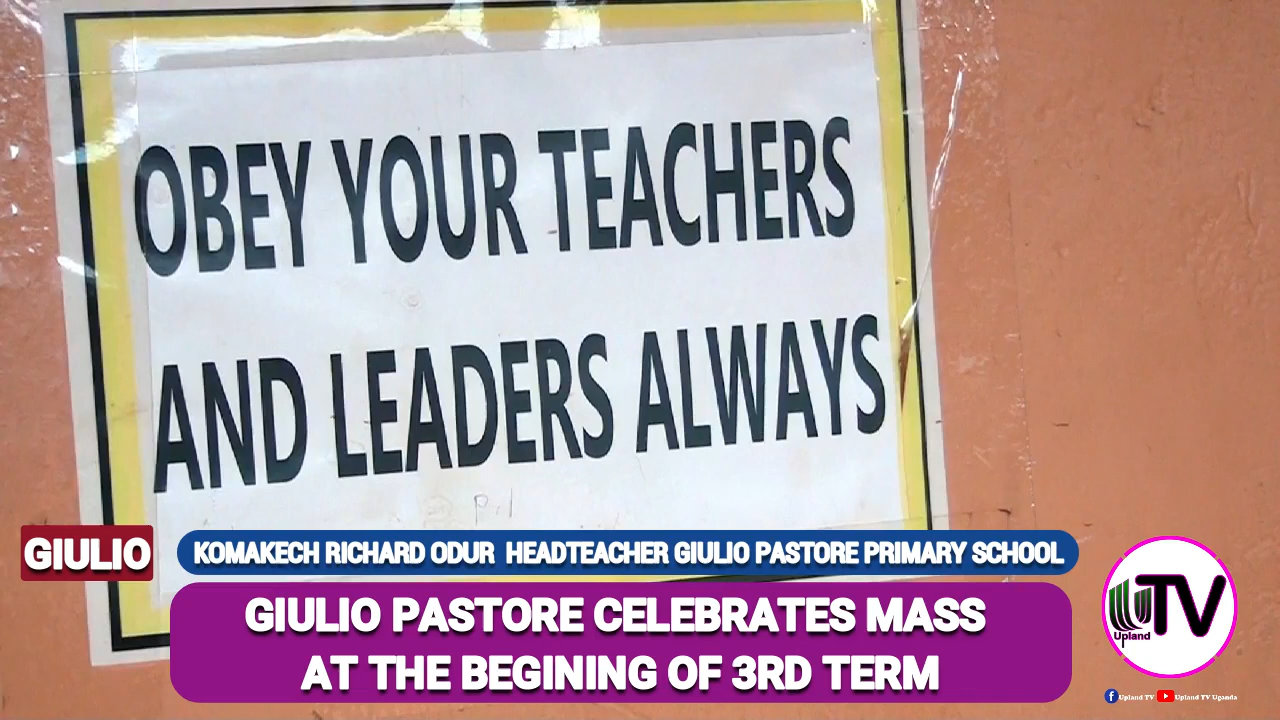 OBEY YOUR TEACHERS
AND LEADERS ALWAYS
GIULIO
KOMAKECH RICHARD ODUR HEADTEACHER GIULIO PASTORE PRIMARY SCHOOL
GIULIO PASTORE CELEBRATES MASS
AT THE BEGINING OF 3RD TERM
TV
Upland
Upland TV Upland TV Uganda